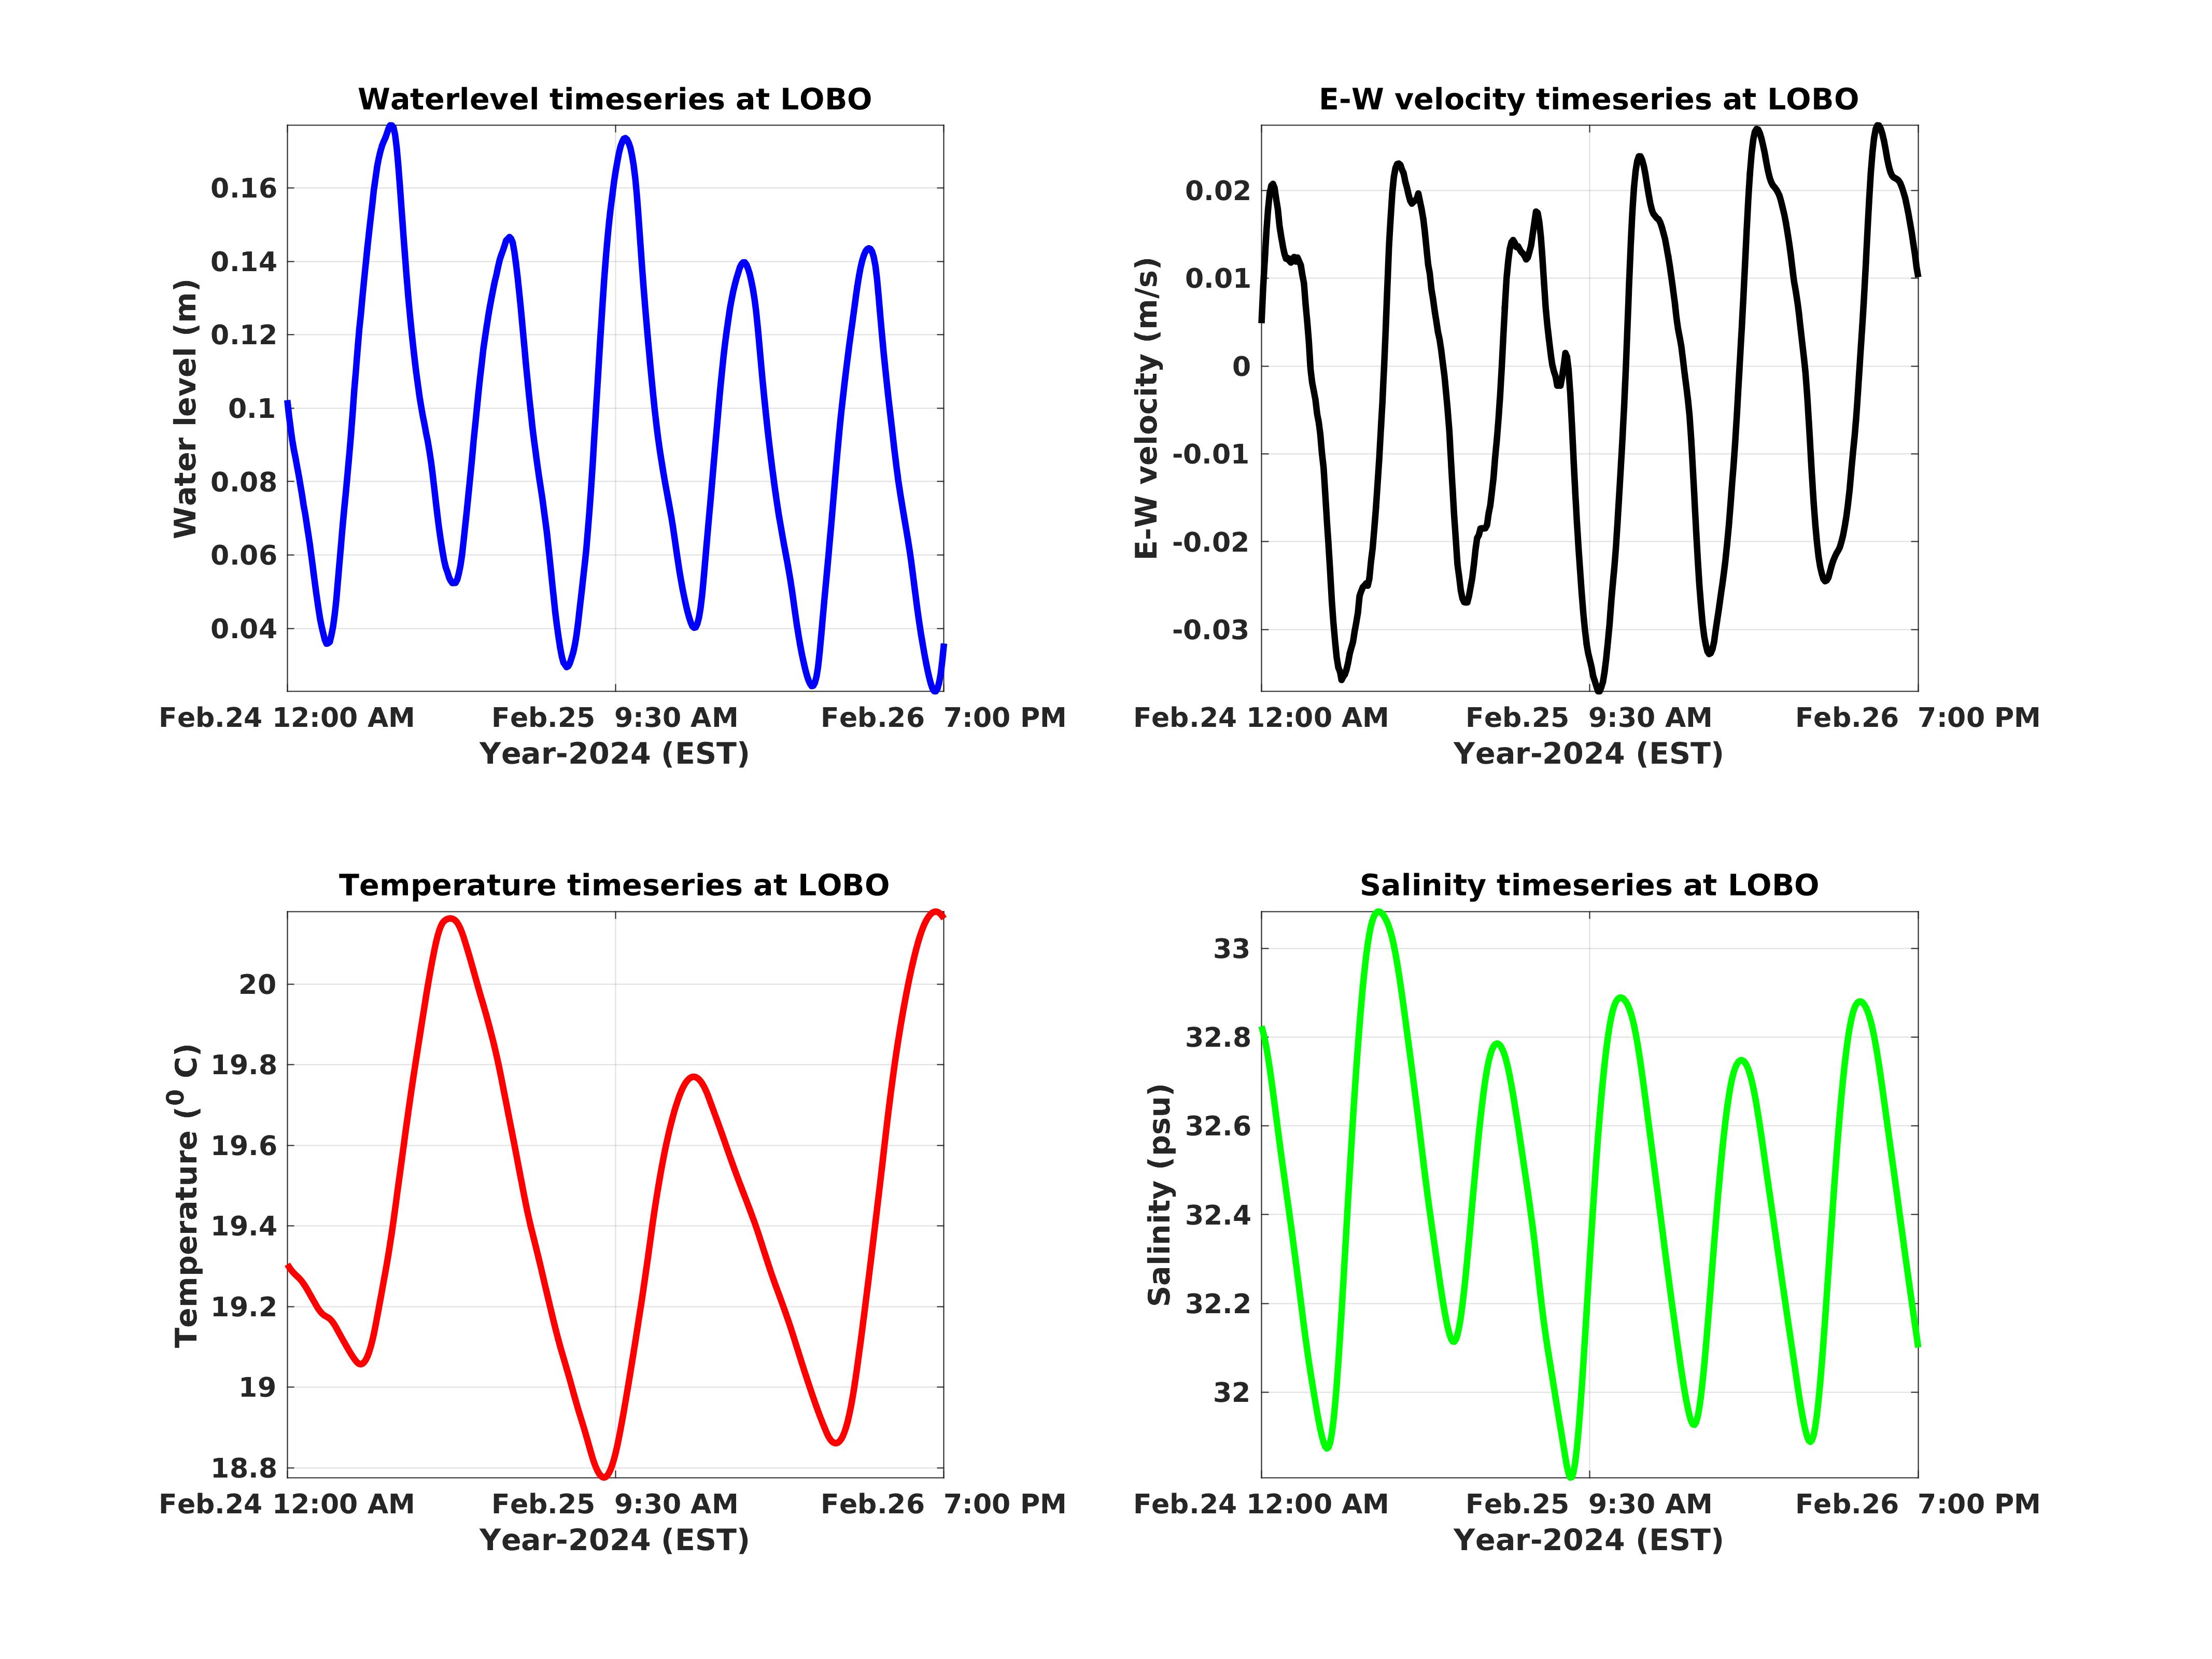 Waterlevel timeseries at LOBO
Water level (m)
0.16
0.14
0.12
0.1
0.08
0.06
0.04
Feb.24 12:00 AM Feb.25 9:30 AM Feb.26 7:00 PM
Year-2024 (EST)
E-W velocity timeseries at LOBO
E-W velocity (m/s)
0.02
0.01
0
-0.01
-0.02
-0.03
Feb.24 12:00 AM Feb.25 9:30 AM Feb.26 7:00 PM
Year-2024 (EST)
Temperature timeseries at LOBO
Temperature (⁰ C)
20
19.8
19.6
19.4
19.2
19
18.8
Feb.24 12:00 AM Feb.25 9:30 AM Feb.26 7:00 PM
Year-2024 (EST)
Salinity timeseries at LOBO
Salinity (psu)
33
32.8
32.6
32.4
32.2
32
Feb.24 12:00 AM Feb.25 9:30 AM Feb.26 7:00 PM
Year-2024 (EST)